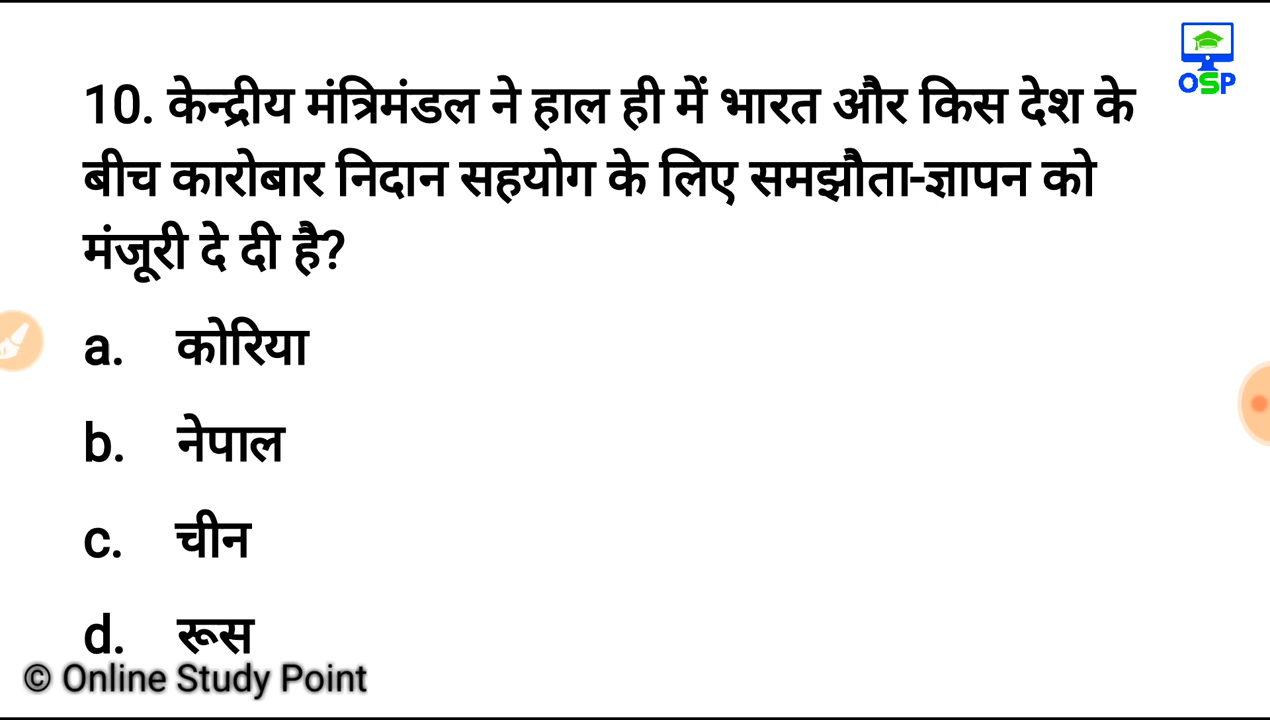 OSP
10. केन्द्रीय मंत्रिमंडल ने हाल ही में भारत और किस देश के
बीच कारोबार निदान सहयोग के लिए समझौता-ज्ञापन को
मंजूरी दे दी है?
a. कोरिया
b. नेपाल
c. चीन
d. रूस
© Online Study Point